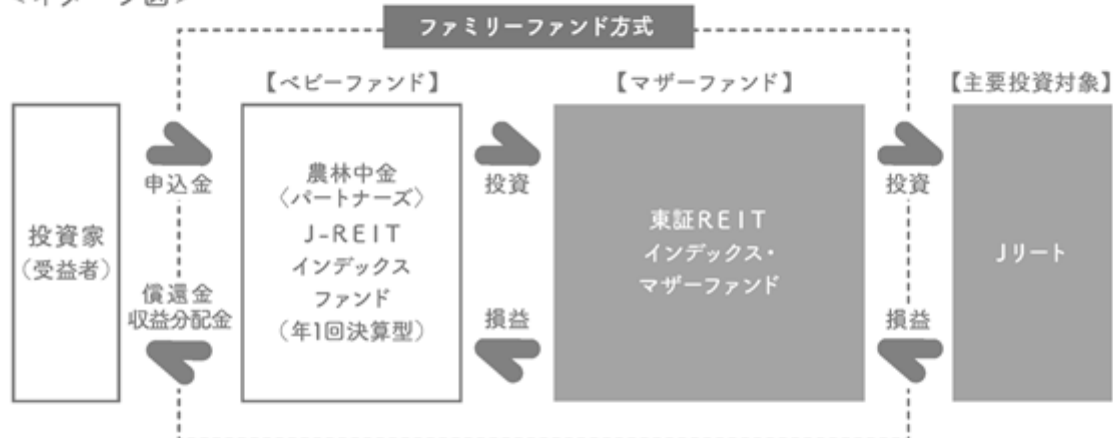 <イメージ図>
ファミリーファンド方式
【ベビーファンド】
【マザーファンド】
【主要投資対象】
投資家
（受益者）
申込金
償還金
収益分配金
農林中金
〈パートナーズ〉
J-REIT
インデックス
ファンド
（年1回決算型）
投資
損益
東証REIT
インデックス・
マザーファンド
投資
損益
Jリート